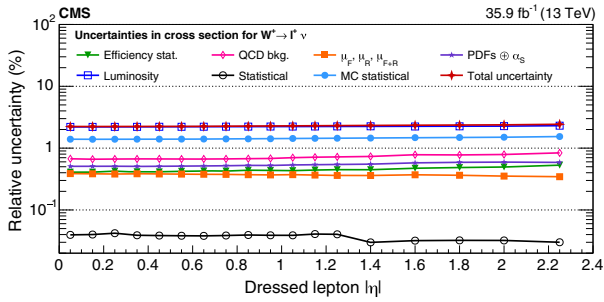 CMS 35.9 fb⁻¹ (13 TeV)
Uncertainties in cross section for W⁺→ l⁺ ν
Efficiency stat. QCD bkg. μF, μR, μF+R PDFs ⊕ αS
Luminosity Statistical MC statistical Total uncertainty
Relative uncertainty (%)
10²
10
1
10⁻¹
0 0.2 0.4 0.6 0.8 1 1.2 1.4 1.6 1.8 2 2.2 2.4
Dressed lepton |η|